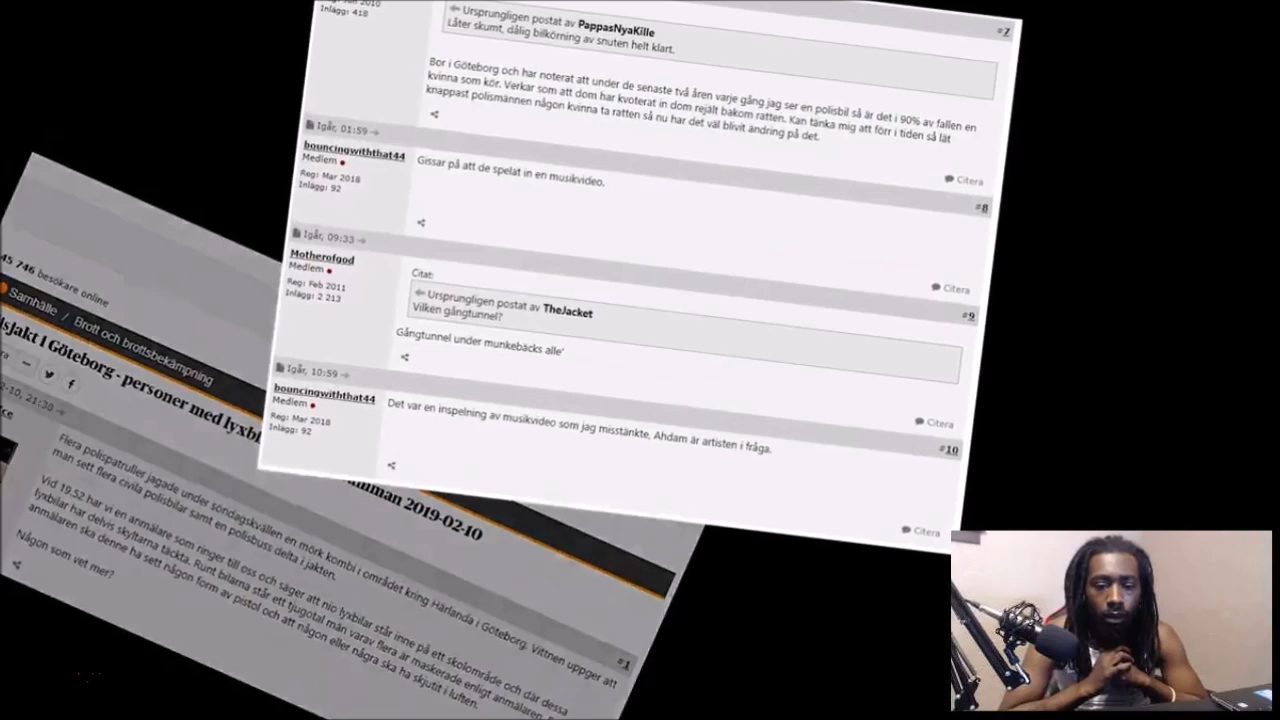 Inlägg: 418
Ursprungligen postat av PappasNyaKille
Låter skumt, dålig bilkörning av snuten helt klart.
#7
Bor i Göteborg och har noterat att under de senaste två åren varje gång jag ser en polisbil så är det i 90% av fallen en
kvinna som kör. Verkar som att dom har kvoterat in dom rejält bakom ratten. Kan tänka mig att förr i tiden så lät
knappast polismännen någon kvinna ta ratten så nu har det väl blivit ändring på det.
Citera
Igår, 01:59
#8
bouncingwiththat44
Medlem
Reg: Mar 2018
Inlägg: 92
Gissar på att de spelat in en musikvideo.
Citera
Igår, 09:33
#9
Motherofgod
Medlem
Reg: Feb 2011
Inlägg: 2 213
Citat:
Ursprungligen postat av TheJacket
Vilken gångtunnel?
Gångtunnel under munkebäcks alle'
Citera
Igår, 10:59
#10
bouncingwiththat44
Medlem
Reg: Mar 2018
Inlägg: 92
Det var en inspelning av musikvideo som jag misstänkte, Ahdam är artisten i fråga.
Citera
45 746 besökare online
Samhälle / Brott och brottsbekämpning
i Göteborg - personer med
2019-02-10
21:30
#1
Flera polispatruller jagade under söndagskvällen en mörk kombi i området kring Härlanda i Göteborg. Vittnen uppger att
man sett flera civila polisbilar samt en polisbuss delta i jakten.
Vid 19.52 har vi en anmälare som ringer till oss och säger att nio lyxbilar står inne på ett skolområde och där dessa
lyxbilar har delvis skyltarna täckta. Runt bilarna står ett tjugotal män varav flera är maskerade enligt anmälaren.
anmälaren ska denne ha sett någon form av pistol och att någon eller några ska ha skjutit i luften.
Någon som vet mer?